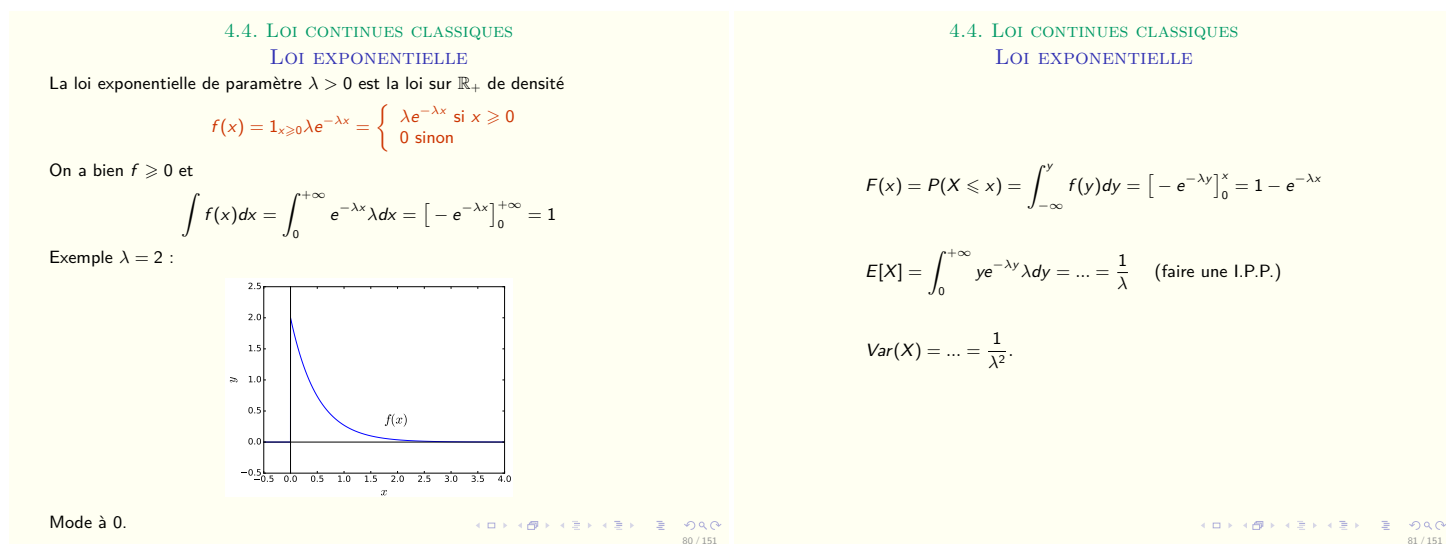 4.4. Loi continues classiques
Loi exponentielle
La loi exponentielle de paramètre λ > 0 est la loi sur ℝ₊ de densité
f(x) = 1_{x⩾0}λe^{−λx} = { λe^{−λx} si x ⩾ 0
0 sinon
On a bien f ⩾ 0 et
∫ f(x)dx = ∫_0^{+∞} e^{−λx}λdx = [ − e^{−λx}]_0^{+∞} = 1
Exemple λ = 2 :
2.5
2.0
1.5
1.0
y
0.5
f(x)
0.0
−0.5
−0.5 0.0 0.5 1.0 1.5 2.0 2.5 3.0 3.5 4.0
x
Mode à 0.
80 / 151
4.4. Loi continues classiques
Loi exponentielle
F(x) = P(X ⩽ x) = ∫_{−∞}^{y} f(y)dy = [ − e^{−λy}]_0^x = 1 − e^{−λx}
E[X] = ∫_0^{+∞} ye^{−λy}λdy = ... = 1/λ (faire une I.P.P.)
Var(X) = ... = 1/λ².
81 / 151